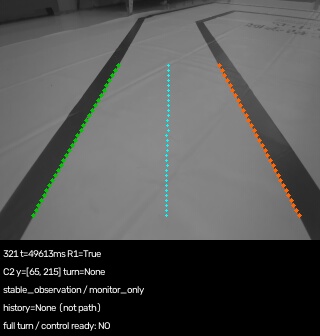 321 t=49613ms R1=True
C2 y=[65, 215] turn=None
stable_observation / monitor_only
history=None (not path)
full turn / control ready: NO